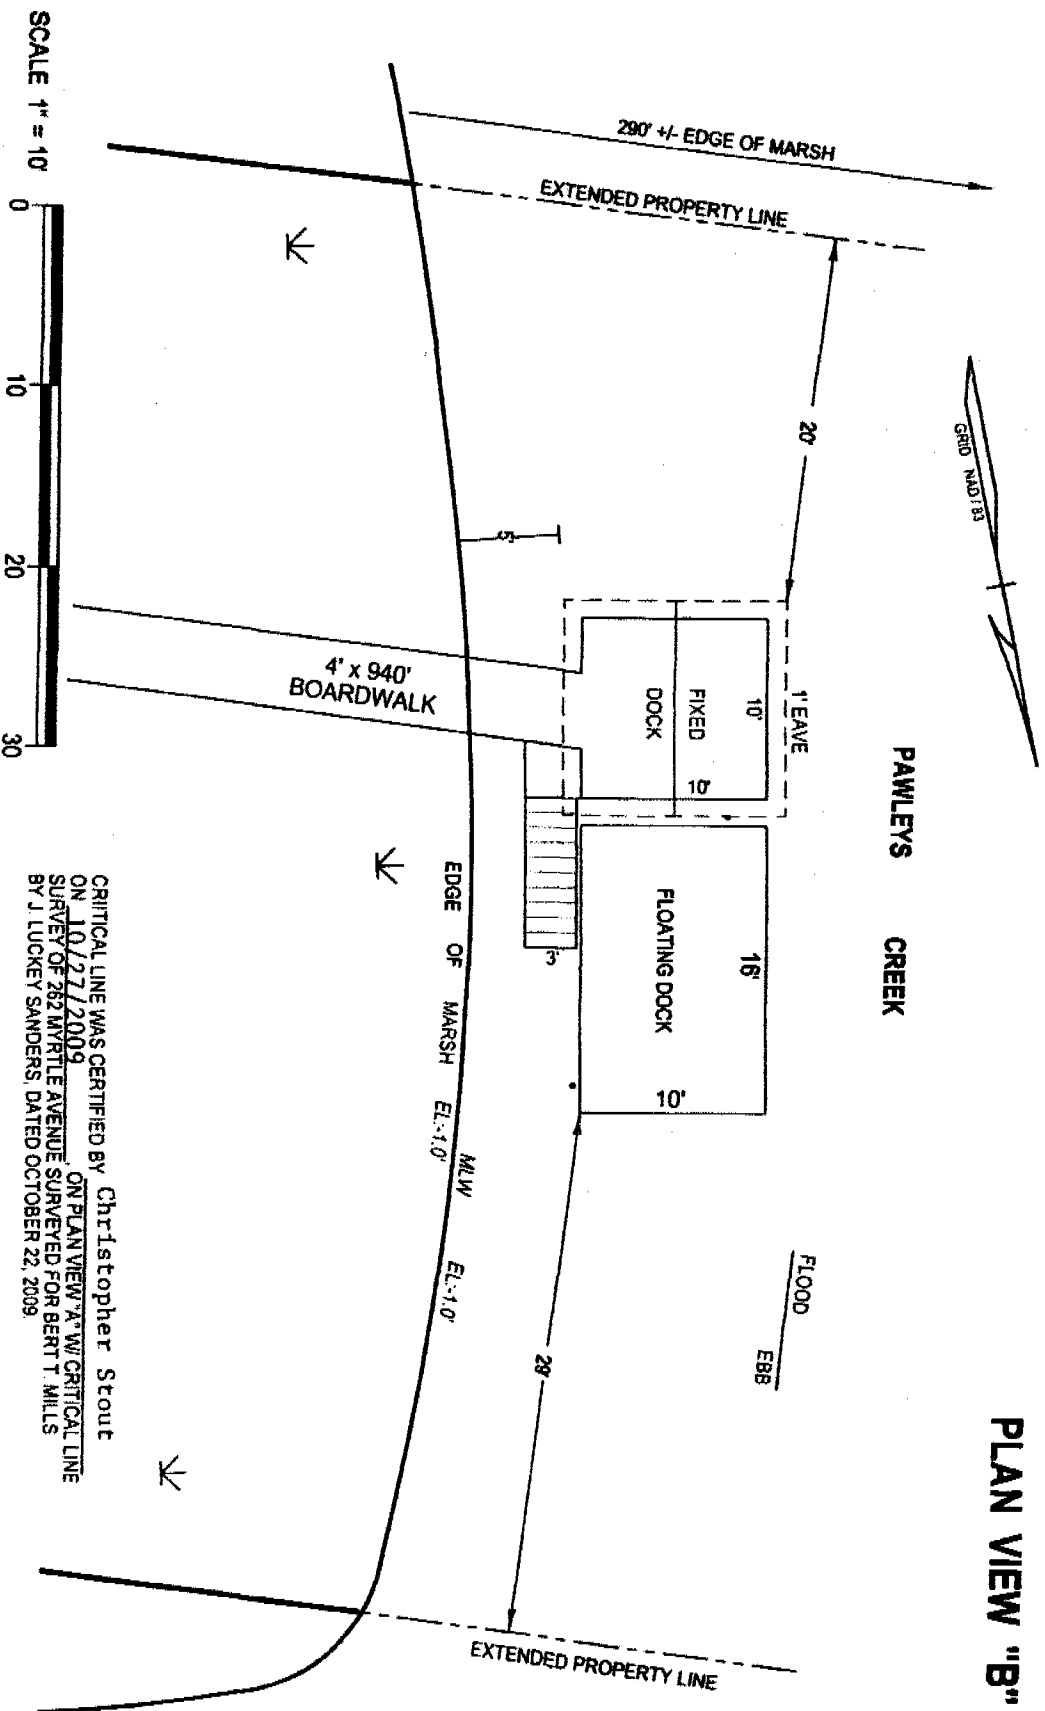 PLAN VIEW "B"
GRID NAD 83
PAWLEYS CREEK
290' +/- EDGE OF MARSH
EXTENDED PROPERTY LINE
20'
1' EAVE
10'
FIXED
DOCK
10'
16'
FLOATING DOCK
10'
3'
5'
FLOOD
EBB
29'
EXTENDED PROPERTY LINE
4' x 940'
BOARDWALK
EDGE OF MARSH EL:-1.0'
MLW EL:-1.0'
SCALE 1" = 10'
0 10 20 30
CRIITICAL LINE WAS CERTIFIED BY Christopher Stout
ON 10/27/2009, ON PLAN VIEW "A" W/ CRITICAL LINE
SURVEY OF 262 MYRTLE AVENUE SURVEYED FOR BERT T. MILLS
BY J. LUCKEY SANDERS, DATED OCTOBER 22, 2009.